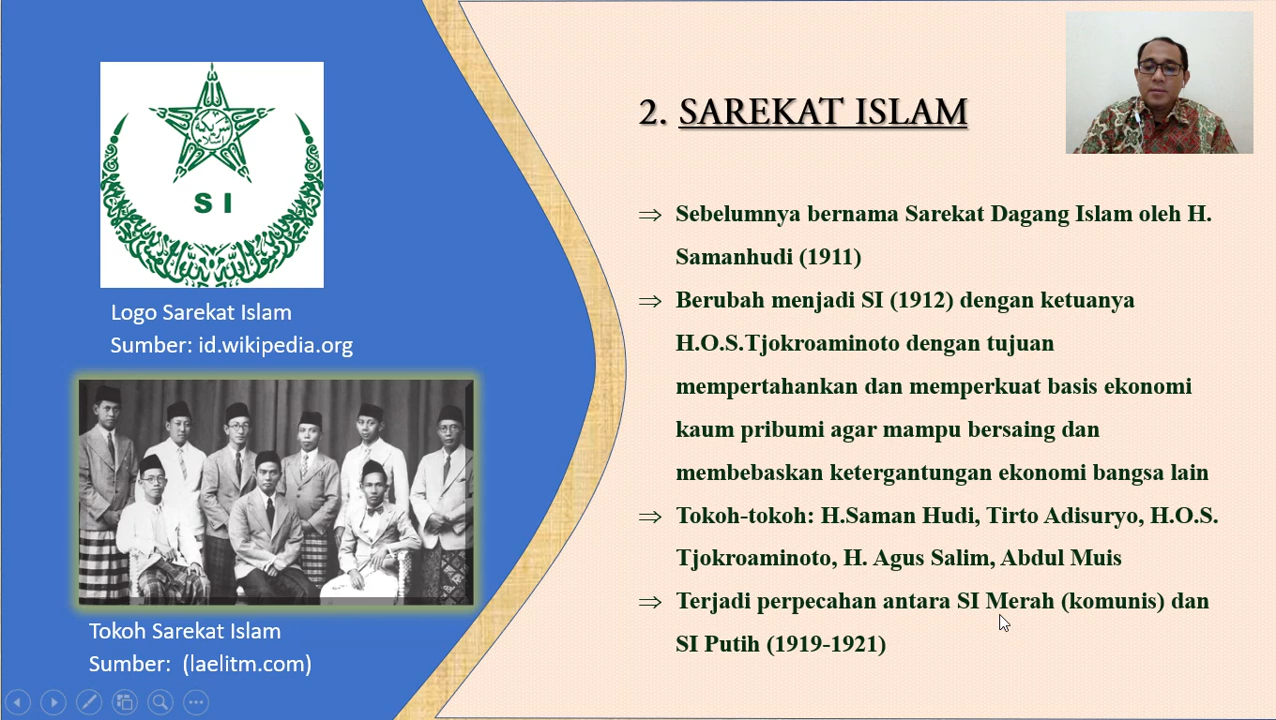 S I
Logo Sarekat Islam
Sumber: id.wikipedia.org
Tokoh Sarekat Islam
Sumber: (laelitm.com)
2. SAREKAT ISLAM
⇒ Sebelumnya bernama Sarekat Dagang Islam oleh H.
Samanhudi (1911)
⇒ Berubah menjadi SI (1912) dengan ketuanya
H.O.S.Tjokroaminoto dengan tujuan
mempertahankan dan memperkuat basis ekonomi
kaum pribumi agar mampu bersaing dan
membebaskan ketergantungan ekonomi bangsa lain
⇒ Tokoh-tokoh: H.Saman Hudi, Tirto Adisuryo, H.O.S.
Tjokroaminoto, H. Agus Salim, Abdul Muis
⇒ Terjadi perpecahan antara SI Merah (komunis) dan
SI Putih (1919-1921)